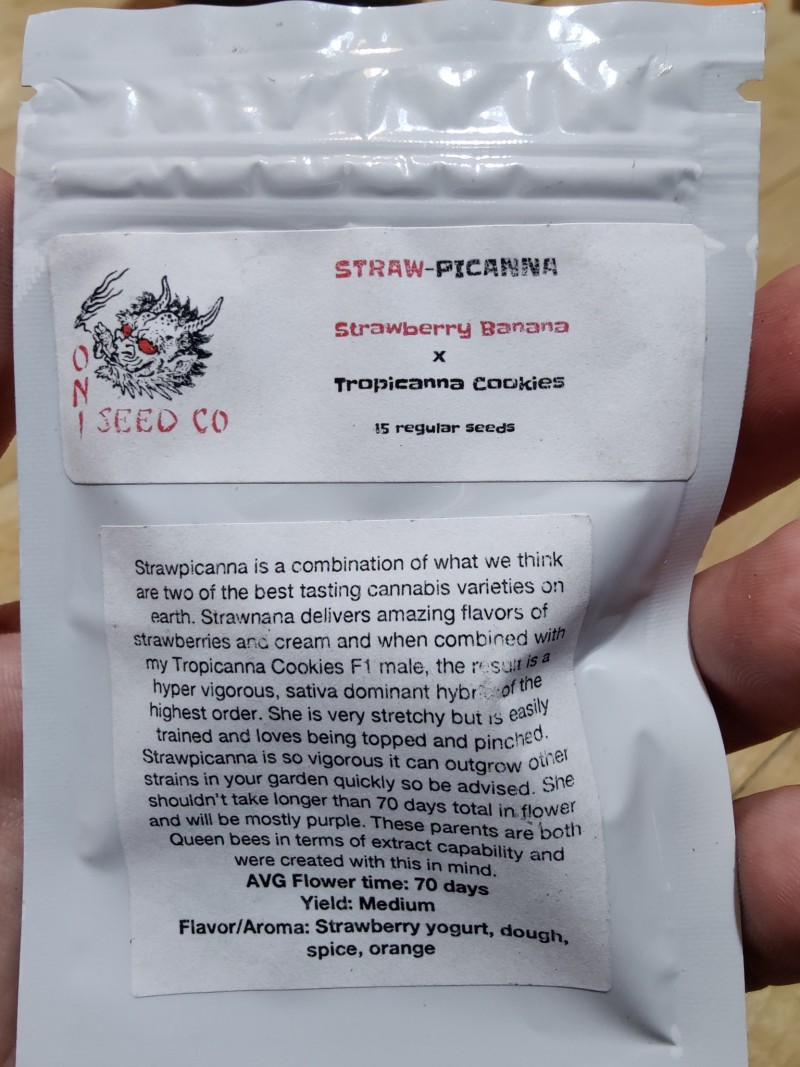 STRAW-PICANNA
Strawberry Banana
x
Tropicanna Cookies
15 regular seeds
ONI SEED CO
Strawpicanna is a combination of what we think
are two of the best tasting cannabis varieties on
earth. Strawnana delivers amazing flavors of
strawberries and cream and when combined with
my Tropicanna Cookies F1 male, the result is a
hyper vigorous, sativa dominant of the
highest order. She is very stretchy but is easily
trained and loves being topped and pinched.
Strawpicanna is so vigorous it can outgrow other
strains in your garden quickly so be advised. She
shouldn't take longer than 70 days total in flower
and will be mostly purple. These parents are both
Queen bees in terms of extract capability and
were created with this in mind.
AVG Flower time: 70 days
Yield: Medium
Flavor/Aroma: Strawberry yogurt, dough,
spice, orange